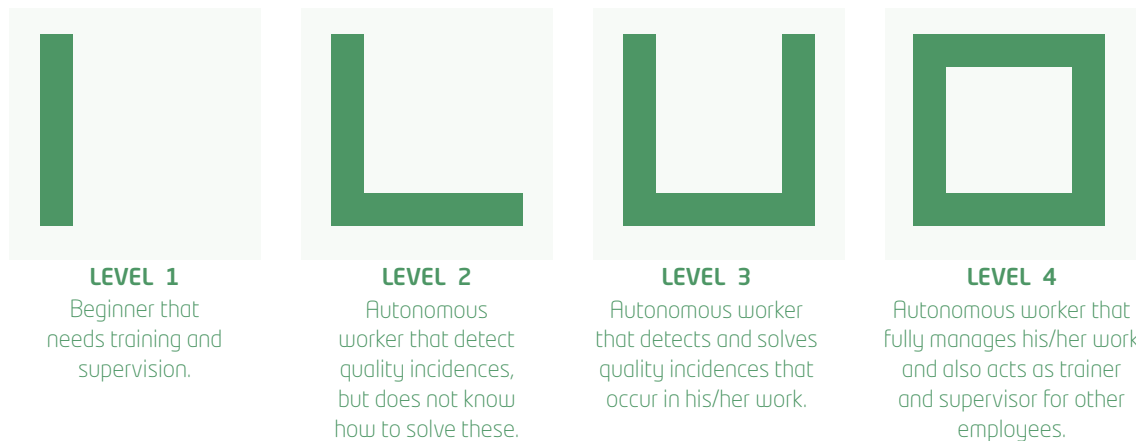 LEVEL 1
Beginner that
needs training and
supervision.
LEVEL 2
Autonomous
worker that detect
quality incidences,
but does not know
how to solve these.
LEVEL 3
Autonomous worker
that detects and solves
quality incidences that
occur in his/her work.
LEVEL 4
Autonomous worker that
fully manages his/her work
and also acts as trainer
and supervisor for other
employees.